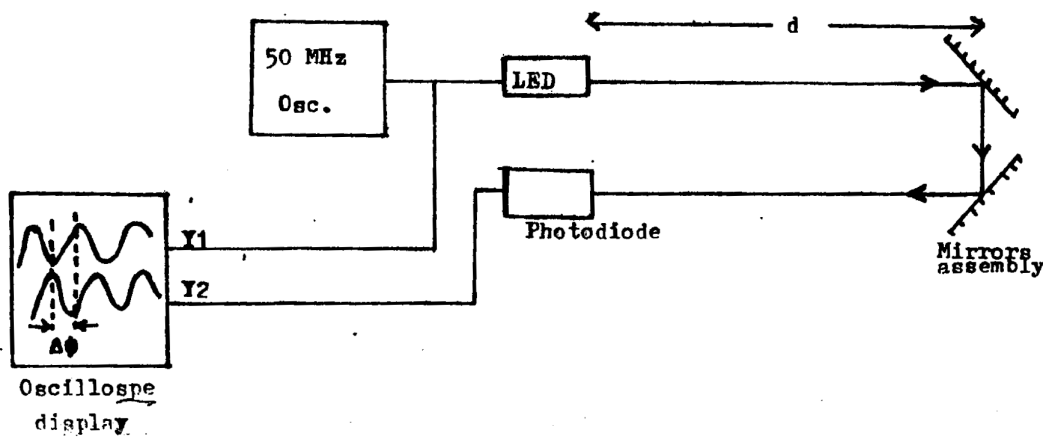 d
50 MHz
Osc.
LED
Photodiode
Mirrors
assembly
Y1
Y2
Δϕ
Oscillospe
display